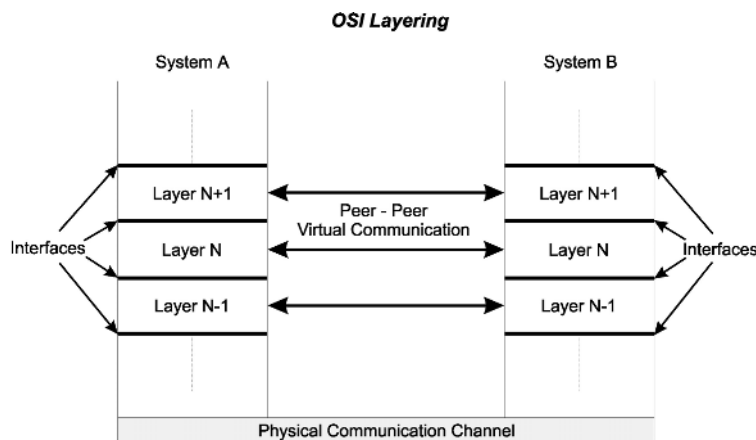 OSI Layering
System A
System B
Layer N+1
Layer N+1
Peer - Peer
Virtual Communication
Interfaces
Layer N
Layer N
Interfaces
Layer N-1
Layer N-1
Physical Communication Channel